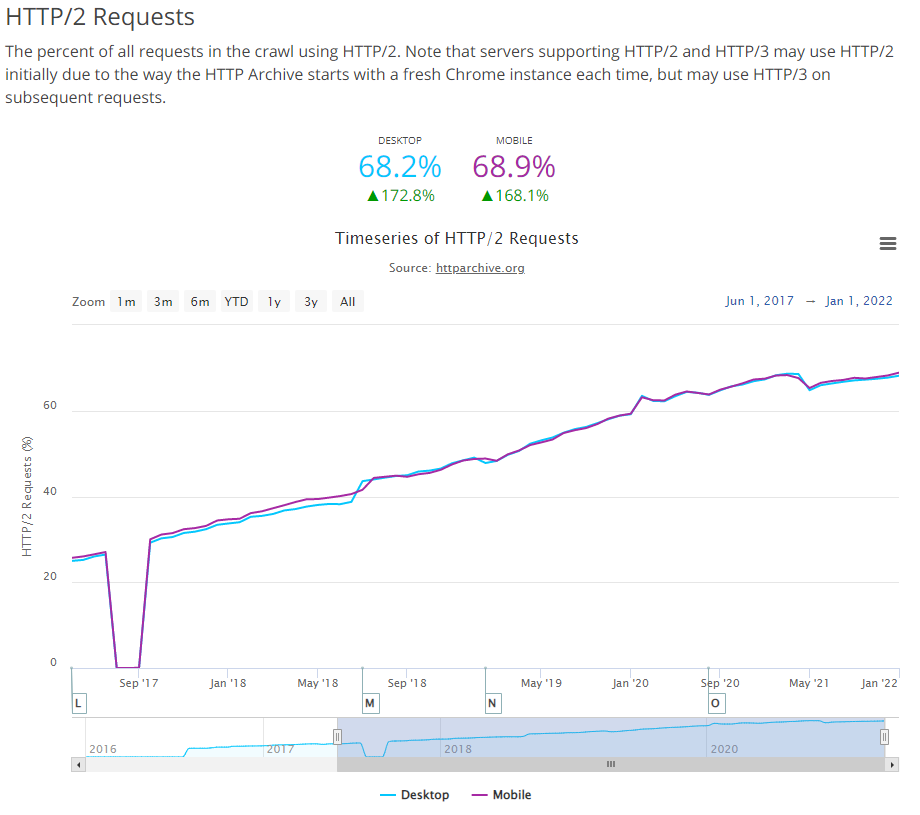 HTTP/2 Requests
The percent of all requests in the crawl using HTTP/2. Note that servers supporting HTTP/2 and HTTP/3 may use HTTP/2
initially due to the way the HTTP Archive starts with a fresh Chrome instance each time, but may use HTTP/3 on
subsequent requests.
DESKTOP MOBILE
68.2% 68.9%
▲172.8% ▲168.1%
Timeseries of HTTP/2 Requests
Source: httparchive.org
Zoom 1m 3m 6m YTD 1y 3y All Jun 1, 2017 → Jan 1, 2022
HTTP/2 Requests (%)
60
40
20
0
Sep '17 Jan '18 May '18 Sep '18 May '19 Jan '20 Sep '20 May '21 Jan '22
L M N O
2016 2017 2018 2020
Desktop Mobile